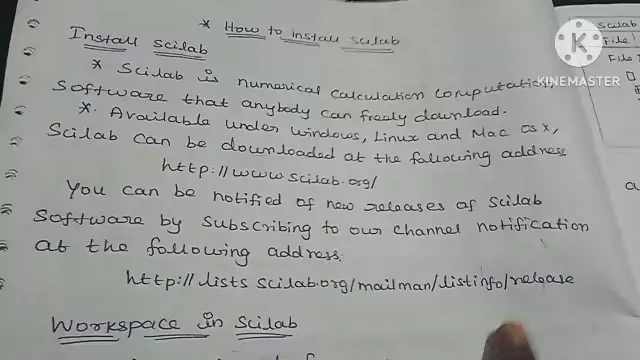 * How to install scilab
Install Scilab
* Scilab is numerical calculation computation
Software that anybody can freely download.
* Available under windows, Linux and Mac os x,
Scilab can be downloaded at the following address
http://www.scilab.org/
You can be notified of new releases of scilab
Software by subscribing to our channel notification
at the following address.
http://lists.scilab.org/mailman/listinfo/release
Workspace in Scilab
K
KINEMASTER
Scilab
File
File